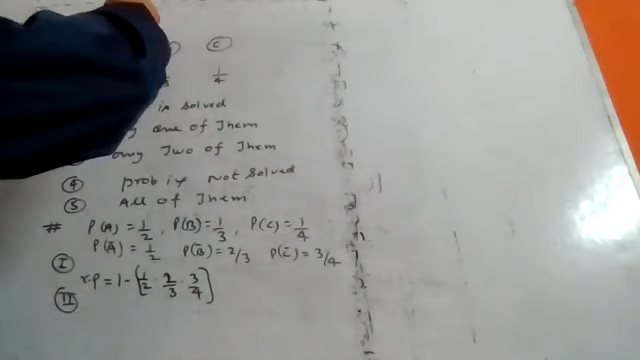 C
1/4
is solved
one of Them
Two of Them
④ prob is Not Solved
⑤ All of Them
# P(A)=1/2, P(B)=1/3, P(C)=1/4
P(Ā)=1/2 P(B̄)=2/3 P(C̄)=3/4
Ⅰ r.P=1-[1/2 · 2/3 · 3/4]
Ⅱ